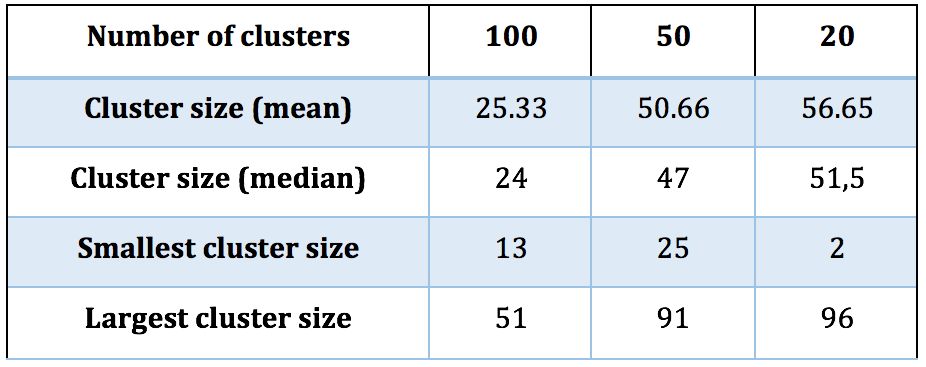 Number of clusters 100 50 20
Cluster size (mean) 25.33 50.66 56.65
Cluster size (median) 24 47 51,5
Smallest cluster size 13 25 2
Largest cluster size 51 91 96